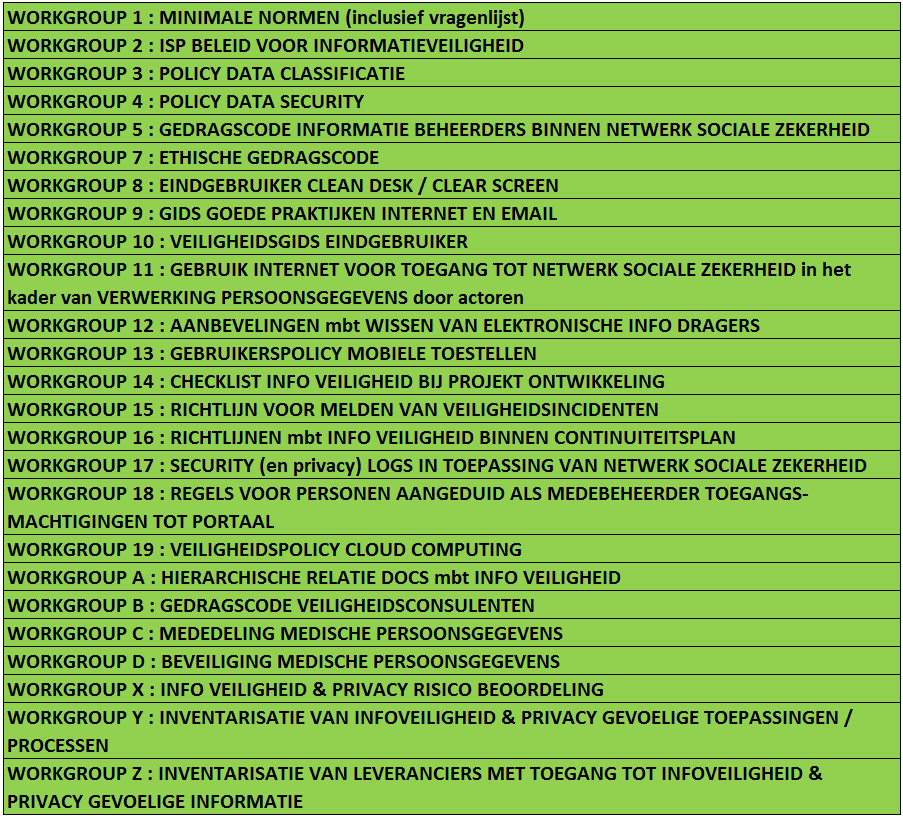 WORKGROUP 1 : MINIMALE NORMEN (inclusief vragenlijst)
WORKGROUP 2 : ISP BELEID VOOR INFORMATIEVEILIGHEID
WORKGROUP 3 : POLICY DATA CLASSIFICATIE
WORKGROUP 4 : POLICY DATA SECURITY
WORKGROUP 5 : GEDRAGSCODE INFORMATIE BEHEERDERS BINNEN NETWERK SOCIALE ZEKERHEID
WORKGROUP 7 : ETHISCHE GEDRAGSCODE
WORKGROUP 8 : EINDGEBRUIKER CLEAN DESK / CLEAR SCREEN
WORKGROUP 9 : GIDS GOEDE PRAKTIJKEN INTERNET EN EMAIL
WORKGROUP 10 : VEILIGHEIDSGIDS EINDGEBRUIKER
WORKGROUP 11 : GEBRUIK INTERNET VOOR TOEGANG TOT NETWERK SOCIALE ZEKERHEID in het
kader van VERWERKING PERSOONSGEGEVENS door actoren
WORKGROUP 12 : AANBEVELINGEN mbt WISSEN VAN ELEKTRONISCHE INFO DRAGERS
WORKGROUP 13 : GEBRUIKERSPOLICY MOBIELE TOESTELLEN
WORKGROUP 14 : CHECKLIST INFO VEILIGHEID BIJ PROJEKT ONTWIKKELING
WORKGROUP 15 : RICHTLIJN VOOR MELDEN VAN VEILIGHEIDSINCIDENTEN
WORKGROUP 16 : RICHTLIJNEN mbt INFO VEILIGHEID BINNEN CONTINUITEITSPLAN
WORKGROUP 17 : SECURITY (en privacy) LOGS IN TOEPASSING VAN NETWERK SOCIALE ZEKERHEID
WORKGROUP 18 : REGELS VOOR PERSONEN AANGEDUID ALS MEDEBEHEERDER TOEGANGS-
MACHTIGINGEN TOT PORTAAL
WORKGROUP 19 : VEILIGHEIDSPOLICY CLOUD COMPUTING
WORKGROUP A : HIERARCHISCHE RELATIE DOCS mbt INFO VEILIGHEID
WORKGROUP B : GEDRAGSCODE VEILIGHEIDSCONSULENTEN
WORKGROUP C : MEDEDELING MEDISCHE PERSOONSGEGEVENS
WORKGROUP D : BEVEILIGING MEDISCHE PERSOONSGEGEVENS
WORKGROUP X : INFO VEILIGHEID & PRIVACY RISICO BEOORDELING
WORKGROUP Y : INVENTARISATIE VAN INFOVEILIGHEID & PRIVACY GEVOELIGE TOEPASSINGEN /
PROCESSEN
WORKGROUP Z : INVENTARISATIE VAN LEVERANCIERS MET TOEGANG TOT INFOVEILIGHEID &
PRIVACY GEVOELIGE INFORMATIE